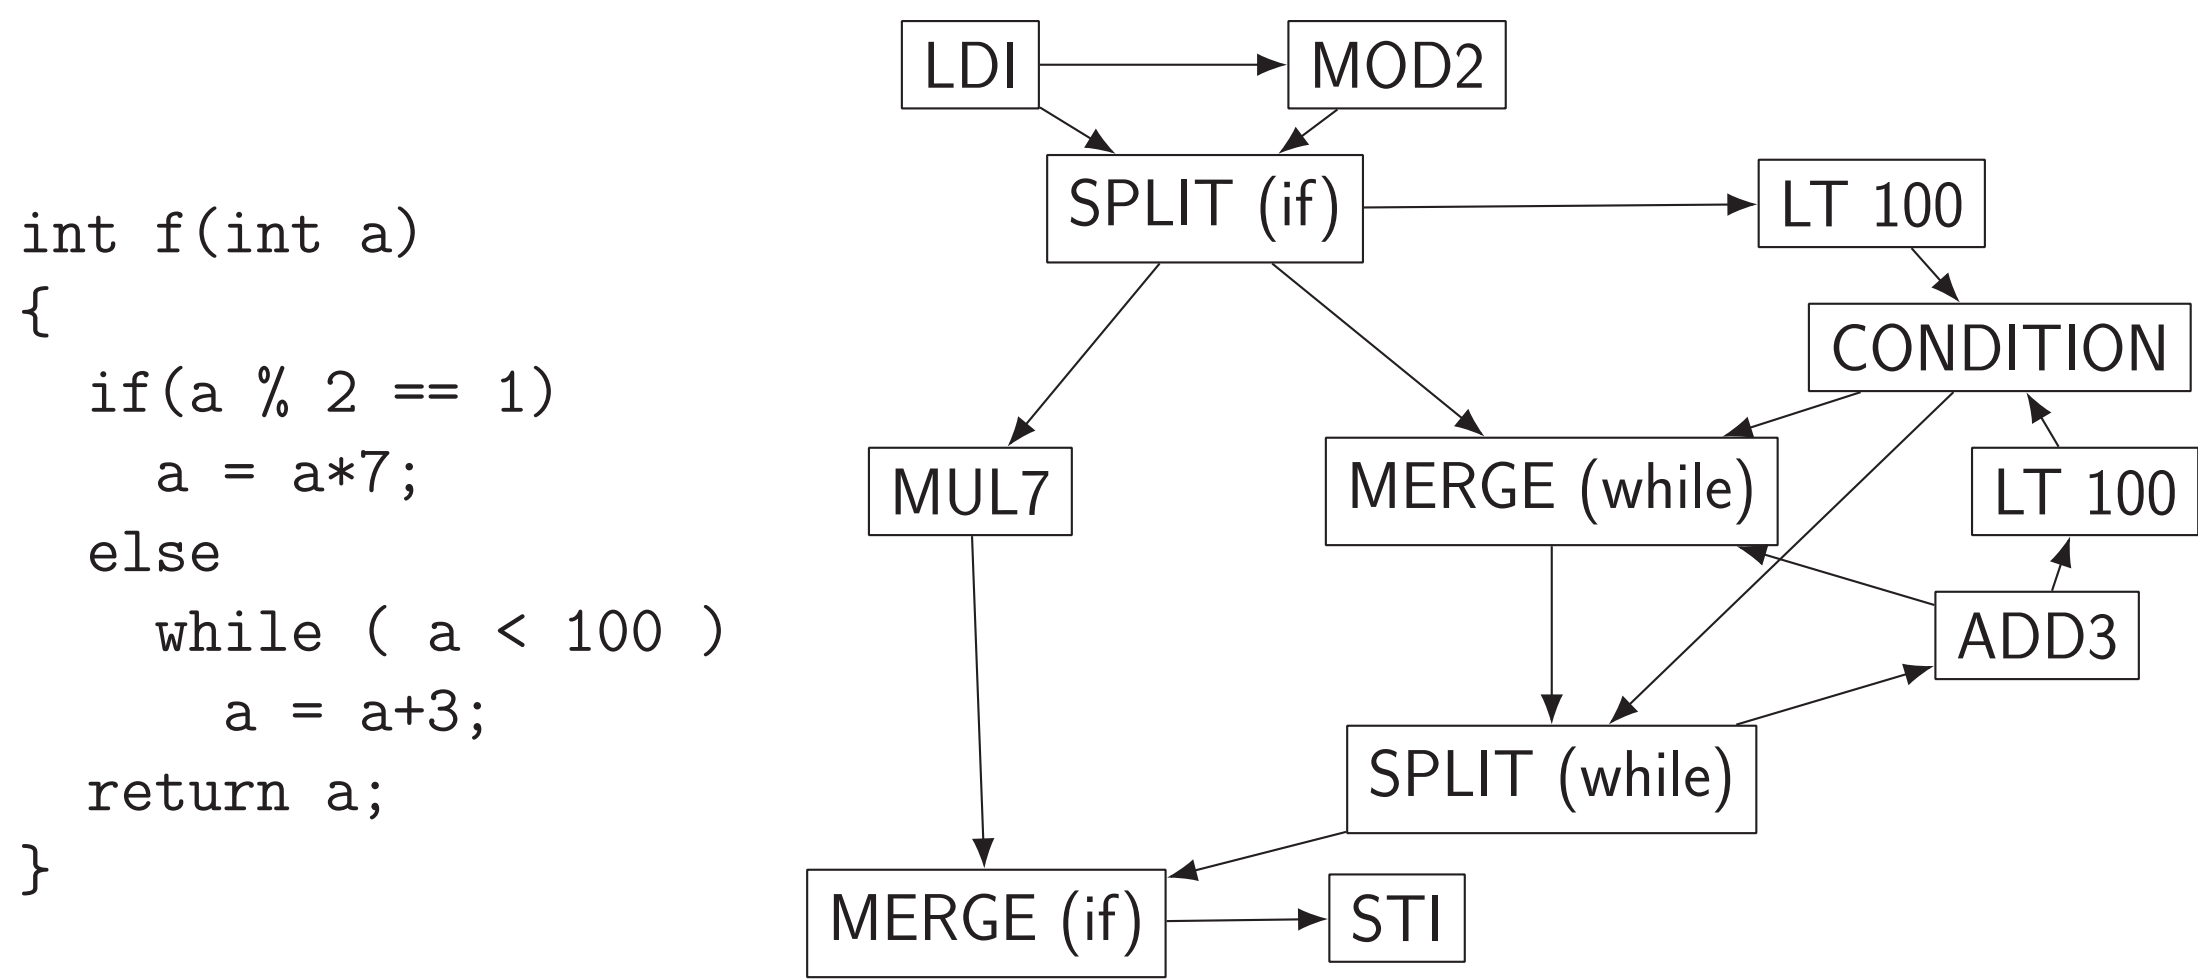 int f(int a)
{
if(a % 2 == 1)
a = a*7;
else
while ( a < 100 )
a = a+3;
return a;
}
LDI
MOD2
SPLIT (if)
LT 100
CONDITION
MUL7
MERGE (while)
LT 100
ADD3
SPLIT (while)
MERGE (if)
STI